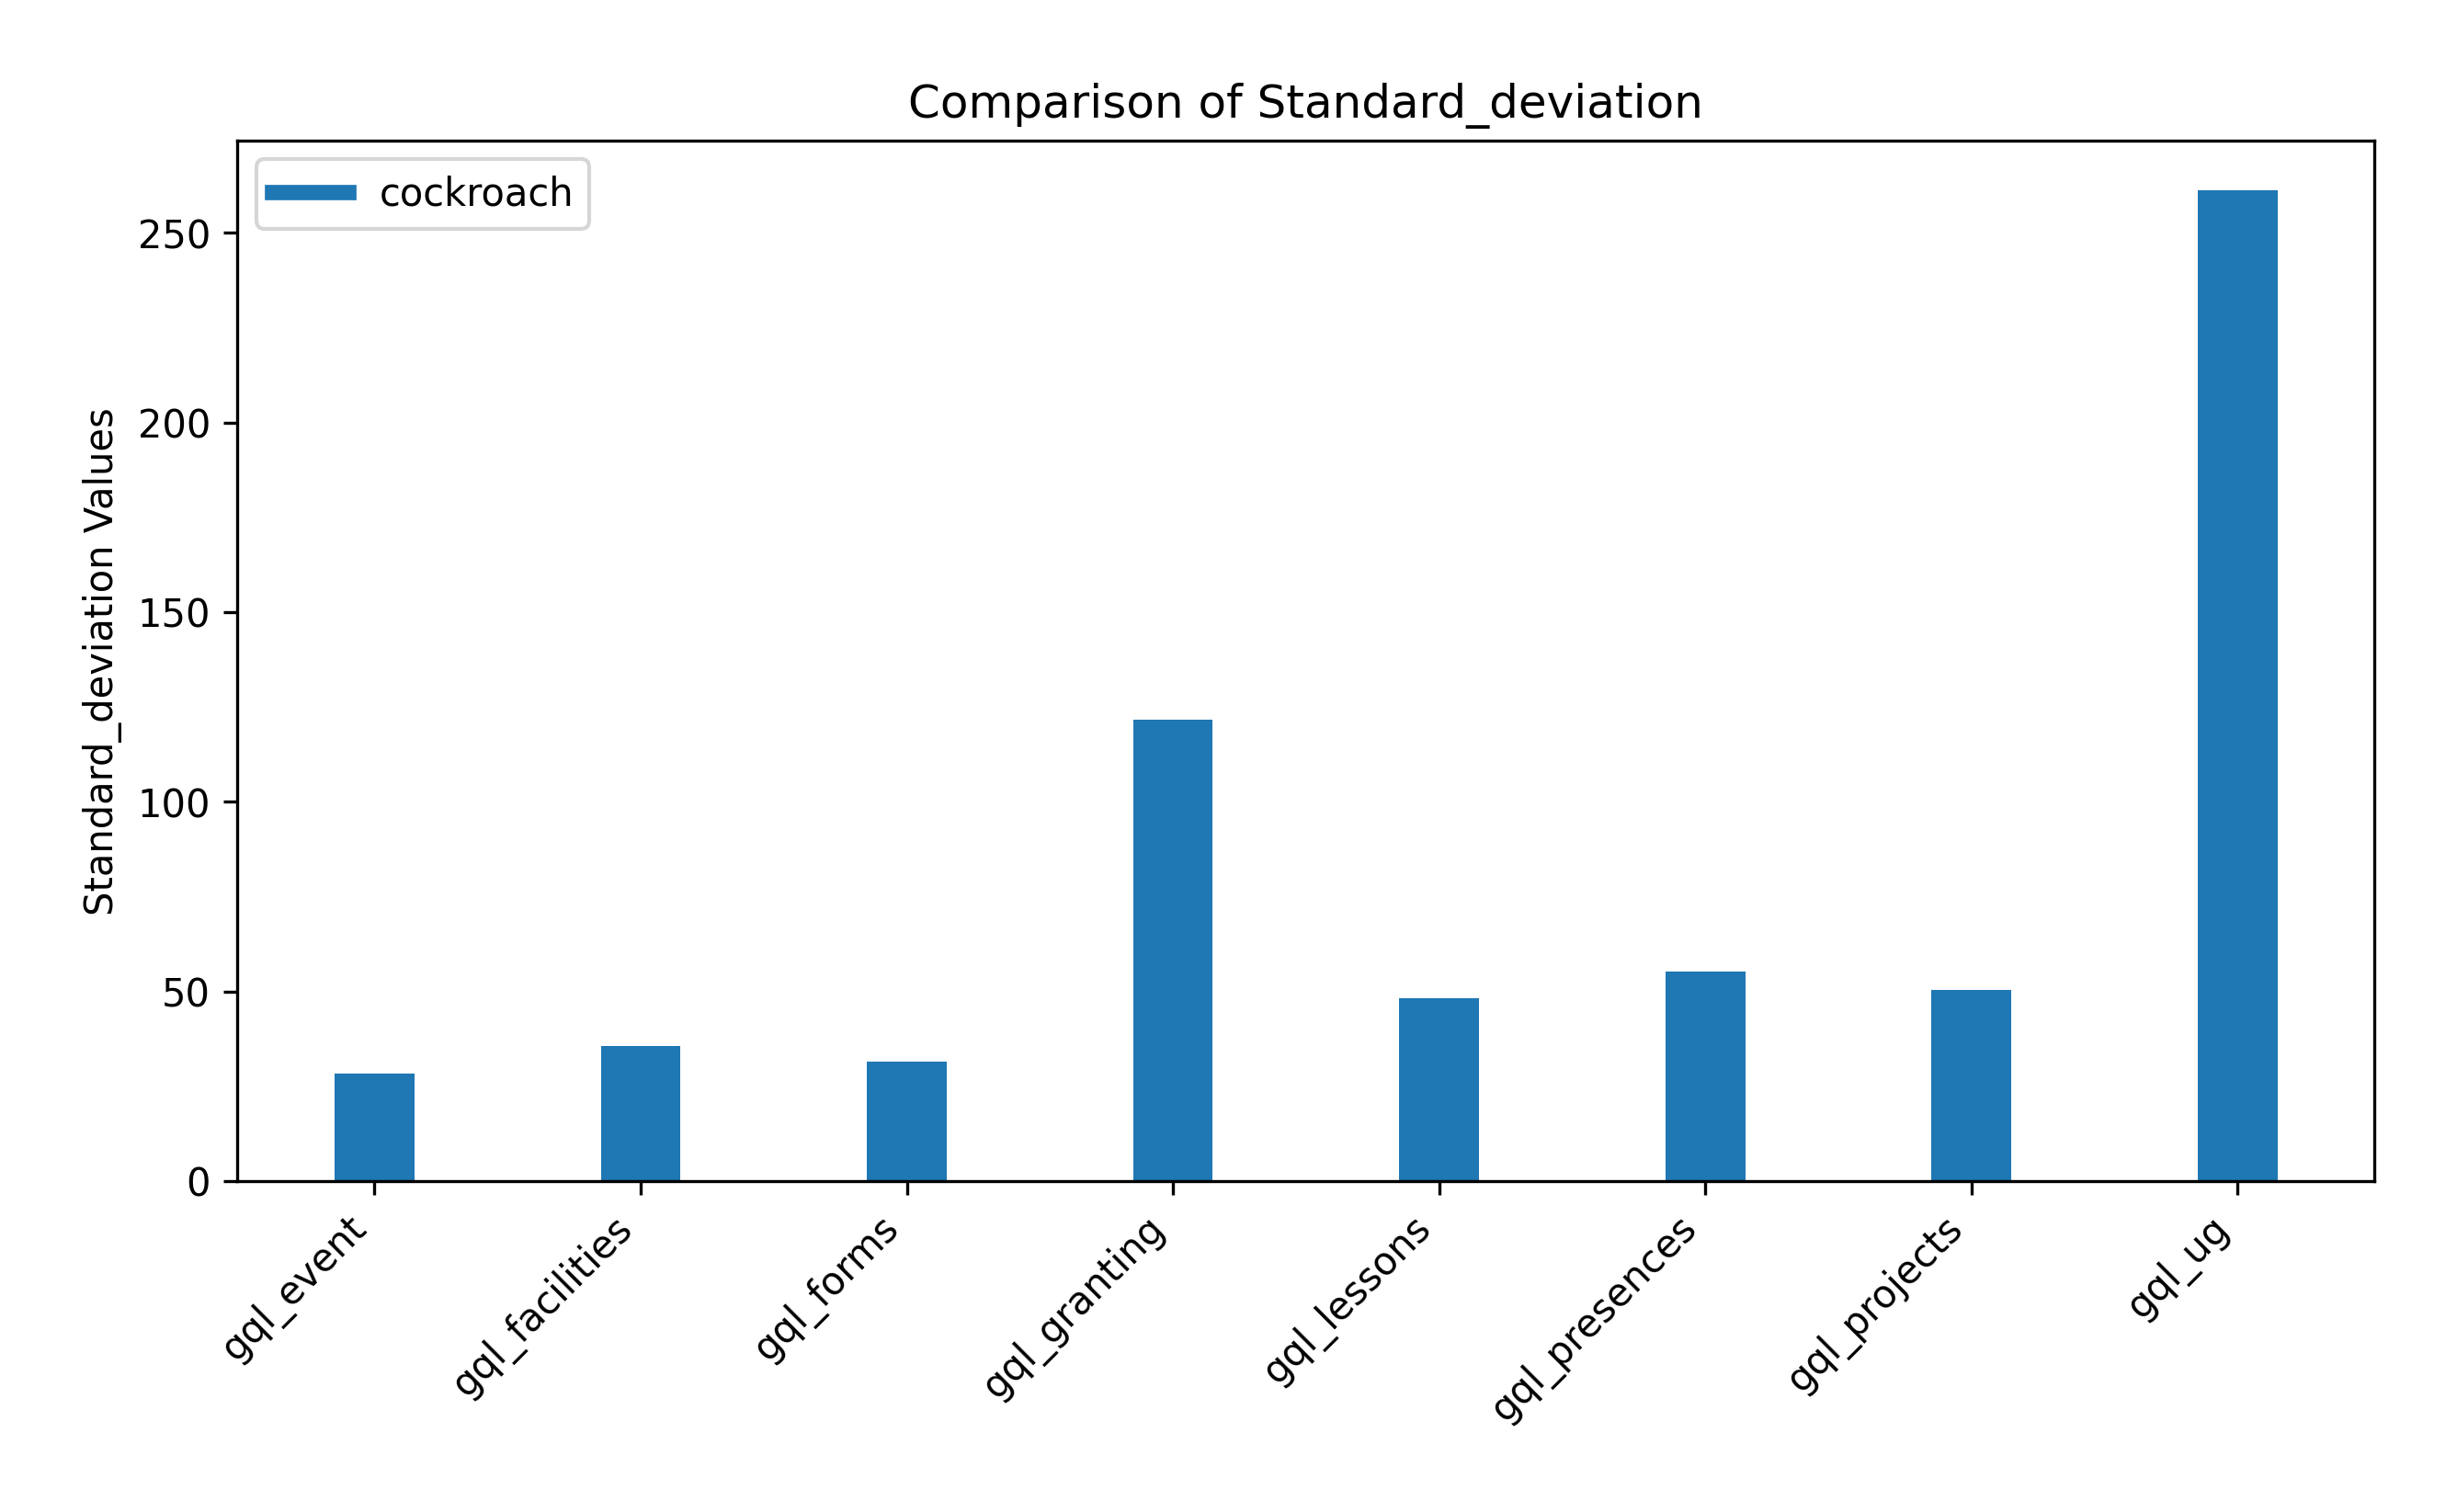 Comparison of Standard_deviation
cockroach
Standard_deviation Values
250
200
150
100
50
0
gql_event
gql_facilities
gql_forms
gql_granting
gql_lessons
gql_presences
gql_projects
gql_ug